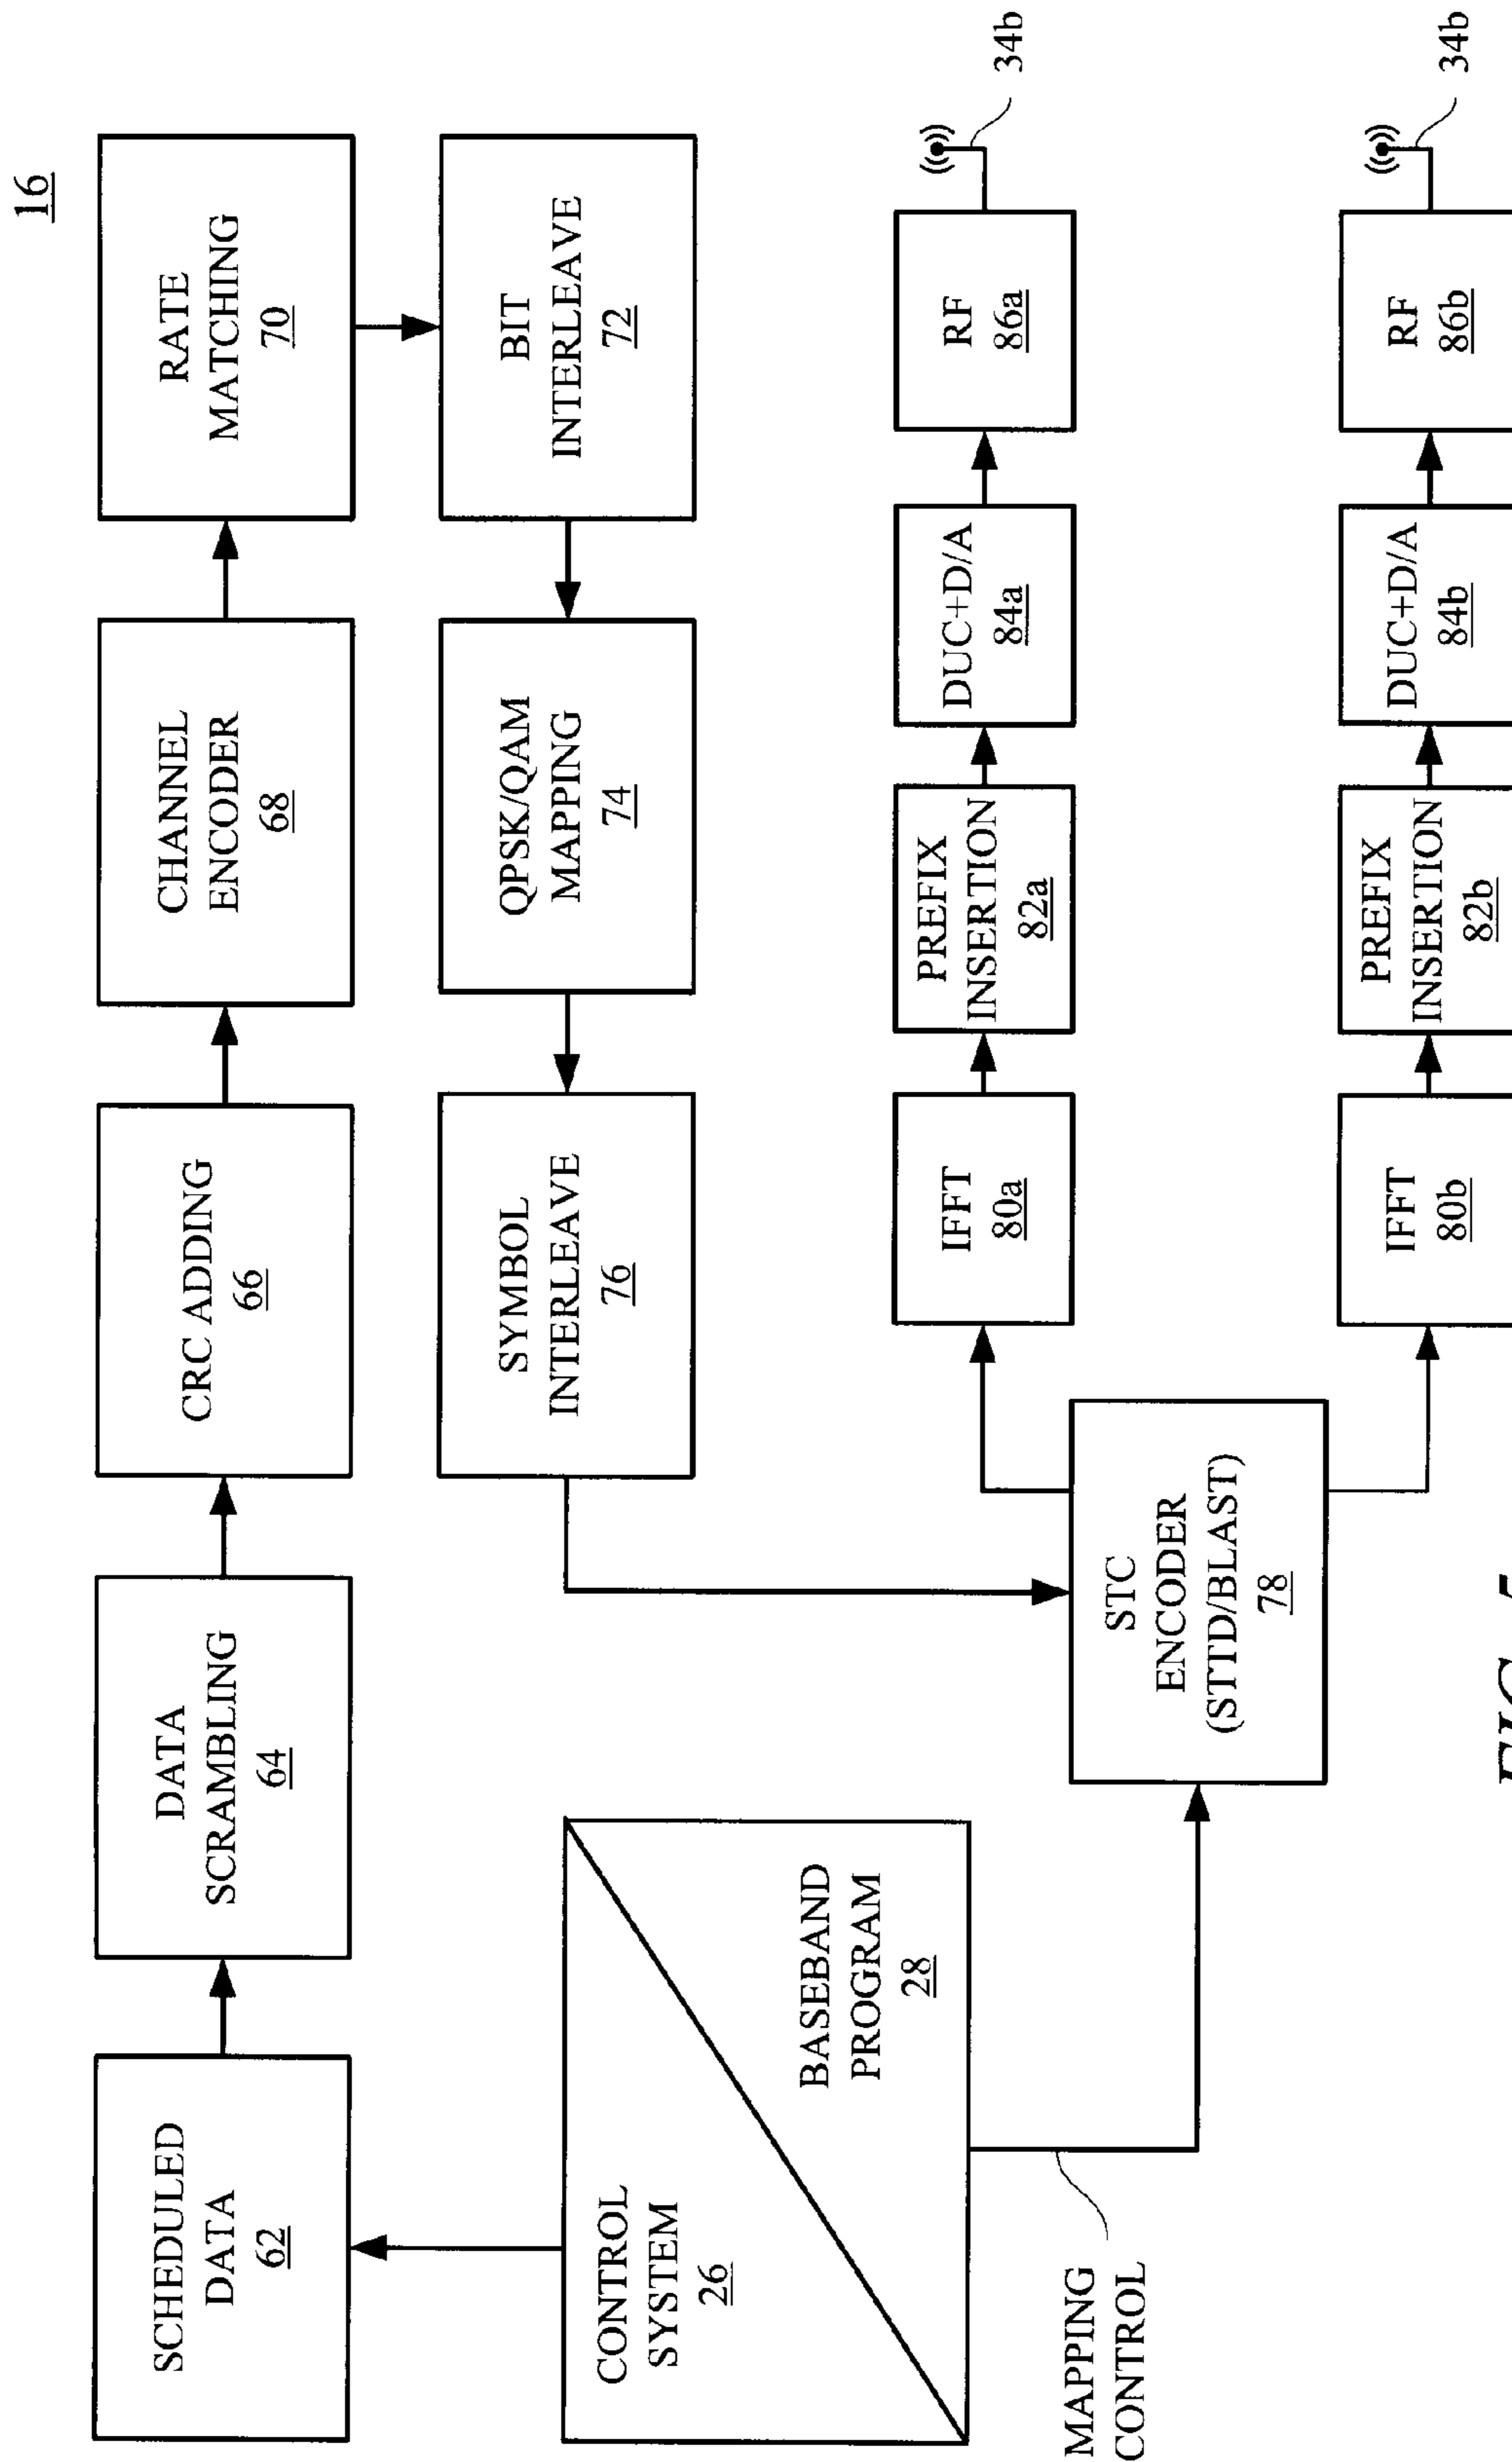 16
SCHEDULED
DATA
62
DATA
SCRAMBLING
64
CRC ADDING
66
CHANNEL
ENCODER
68
RATE
MATCHING
70
BIT
INTERLEAVE
72
QPSK/QAM
MAPPING
74
SYMBOL
INTERLEAVE
76
CONTROL
SYSTEM
26
BASEBAND
PROGRAM
28
MAPPING
CONTROL
STC
ENCODER
(STTD/BLAST)
78
IFFT
80a
PREFIX
INSERTION
82a
DUC+D/A
84a
RF
86a
34b
IFFT
80b
PREFIX
INSERTION
82b
DUC+D/A
84b
RF
86b
34b